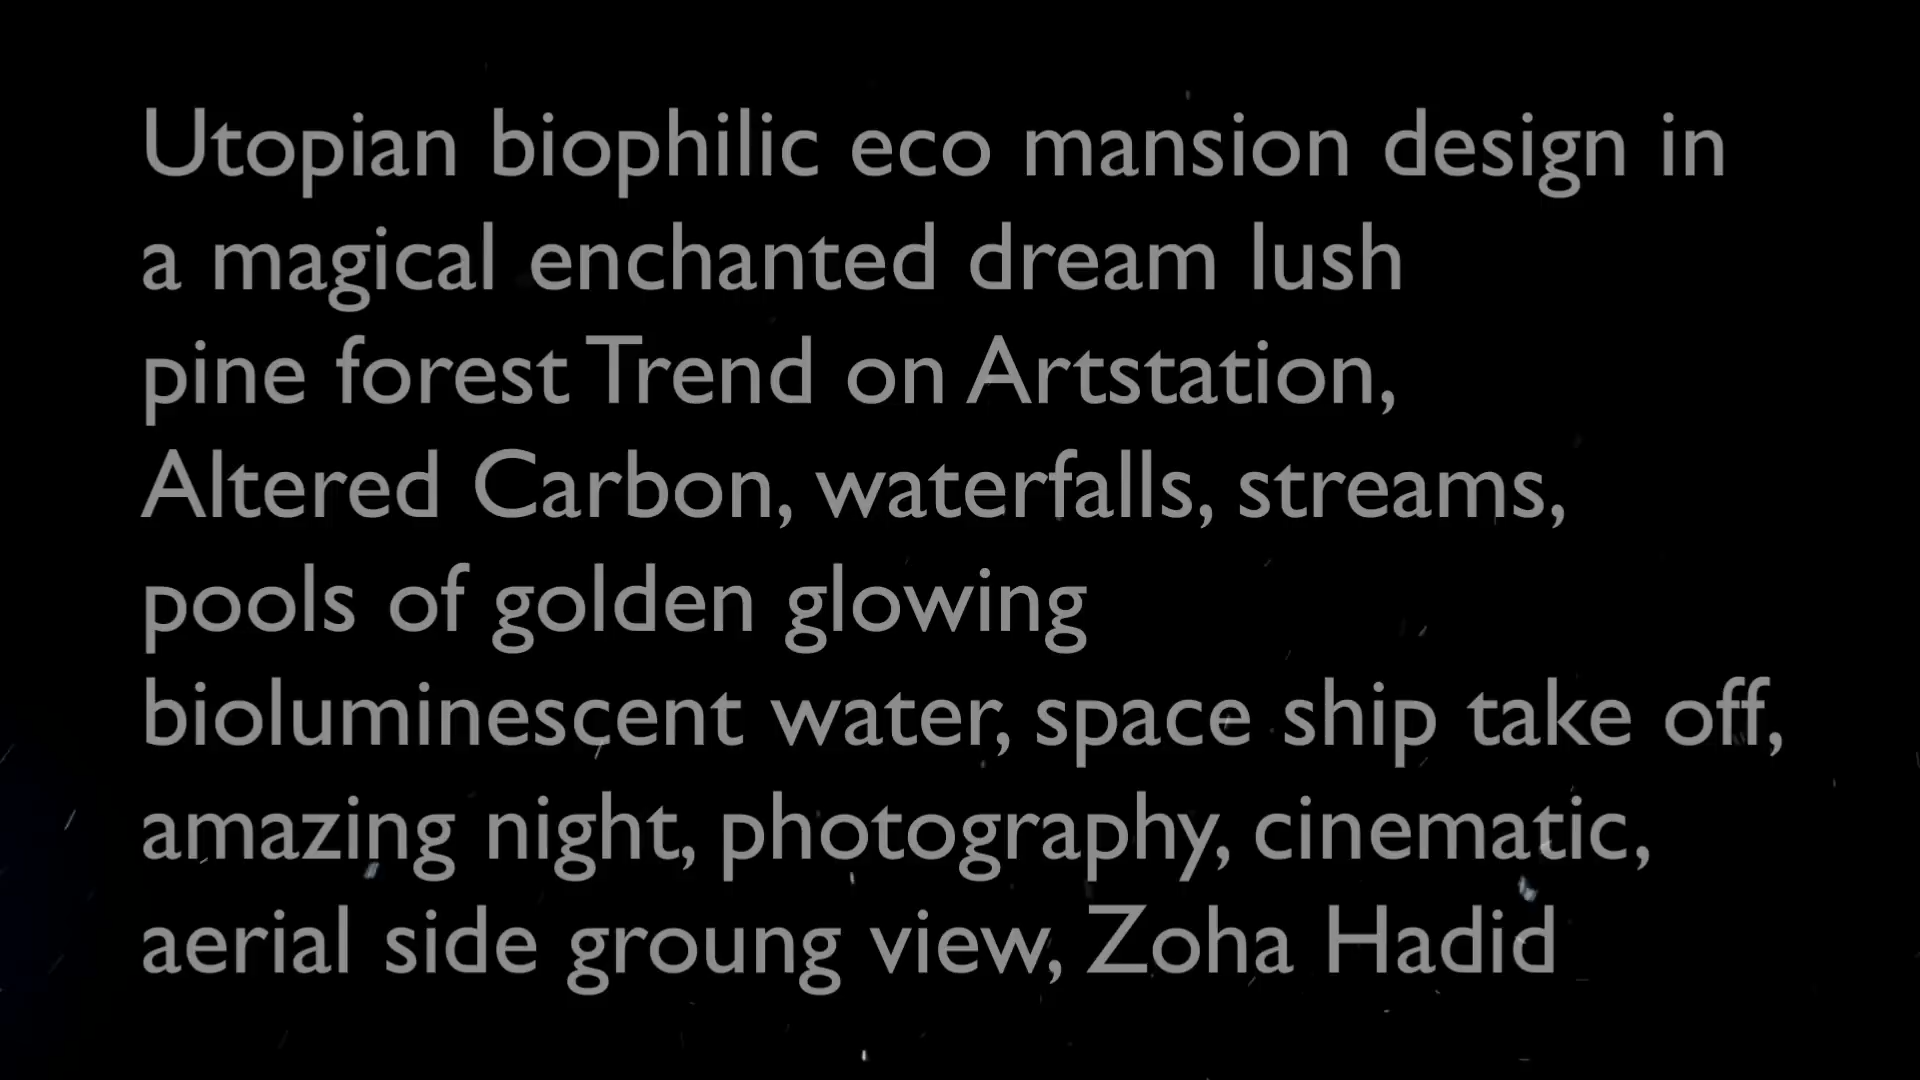 Utopian biophilic eco mansion design in
a magical enchanted dream lush
pine forest Trend on Artstation,
Altered Carbon, waterfalls, streams,
pools of golden glowing
bioluminescent water, space ship take off,
amazing night, photography, cinematic,
aerial side groung view, Zoha Hadid